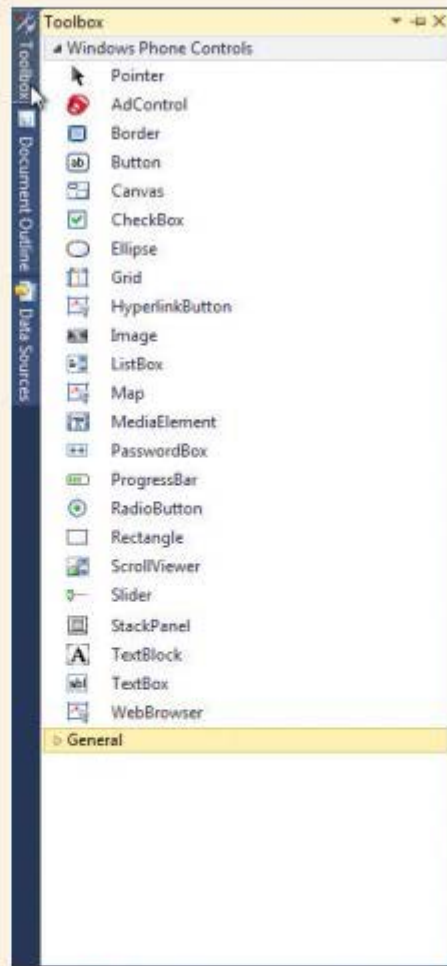 Toolbox
Document Outline
Data Sources
Toolbox
Windows Phone Controls
Pointer
AdControl
Border
Button
Canvas
CheckBox
Ellipse
Grid
HyperlinkButton
Image
ListBox
Map
MediaElement
PasswordBox
ProgressBar
RadioButton
Rectangle
ScrollViewer
Slider
StackPanel
TextBlock
TextBox
WebBrowser
General